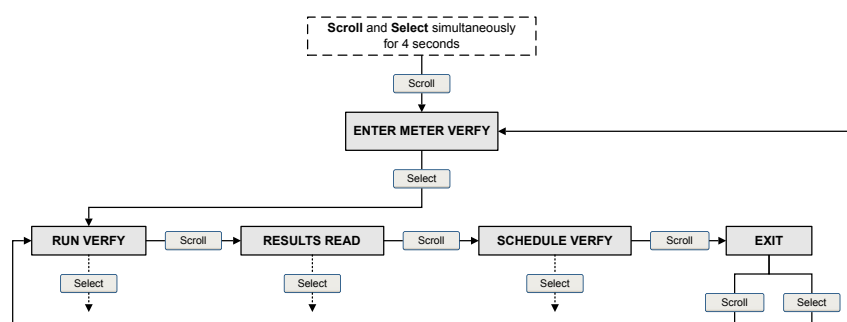 Scroll and Select simultaneously
for 4 seconds
Scroll
ENTER METER VERFY
Select
RUN VERFY
Scroll
RESULTS READ
Scroll
SCHEDULE VERFY
Scroll
EXIT
Select
Select
Select
Scroll
Select